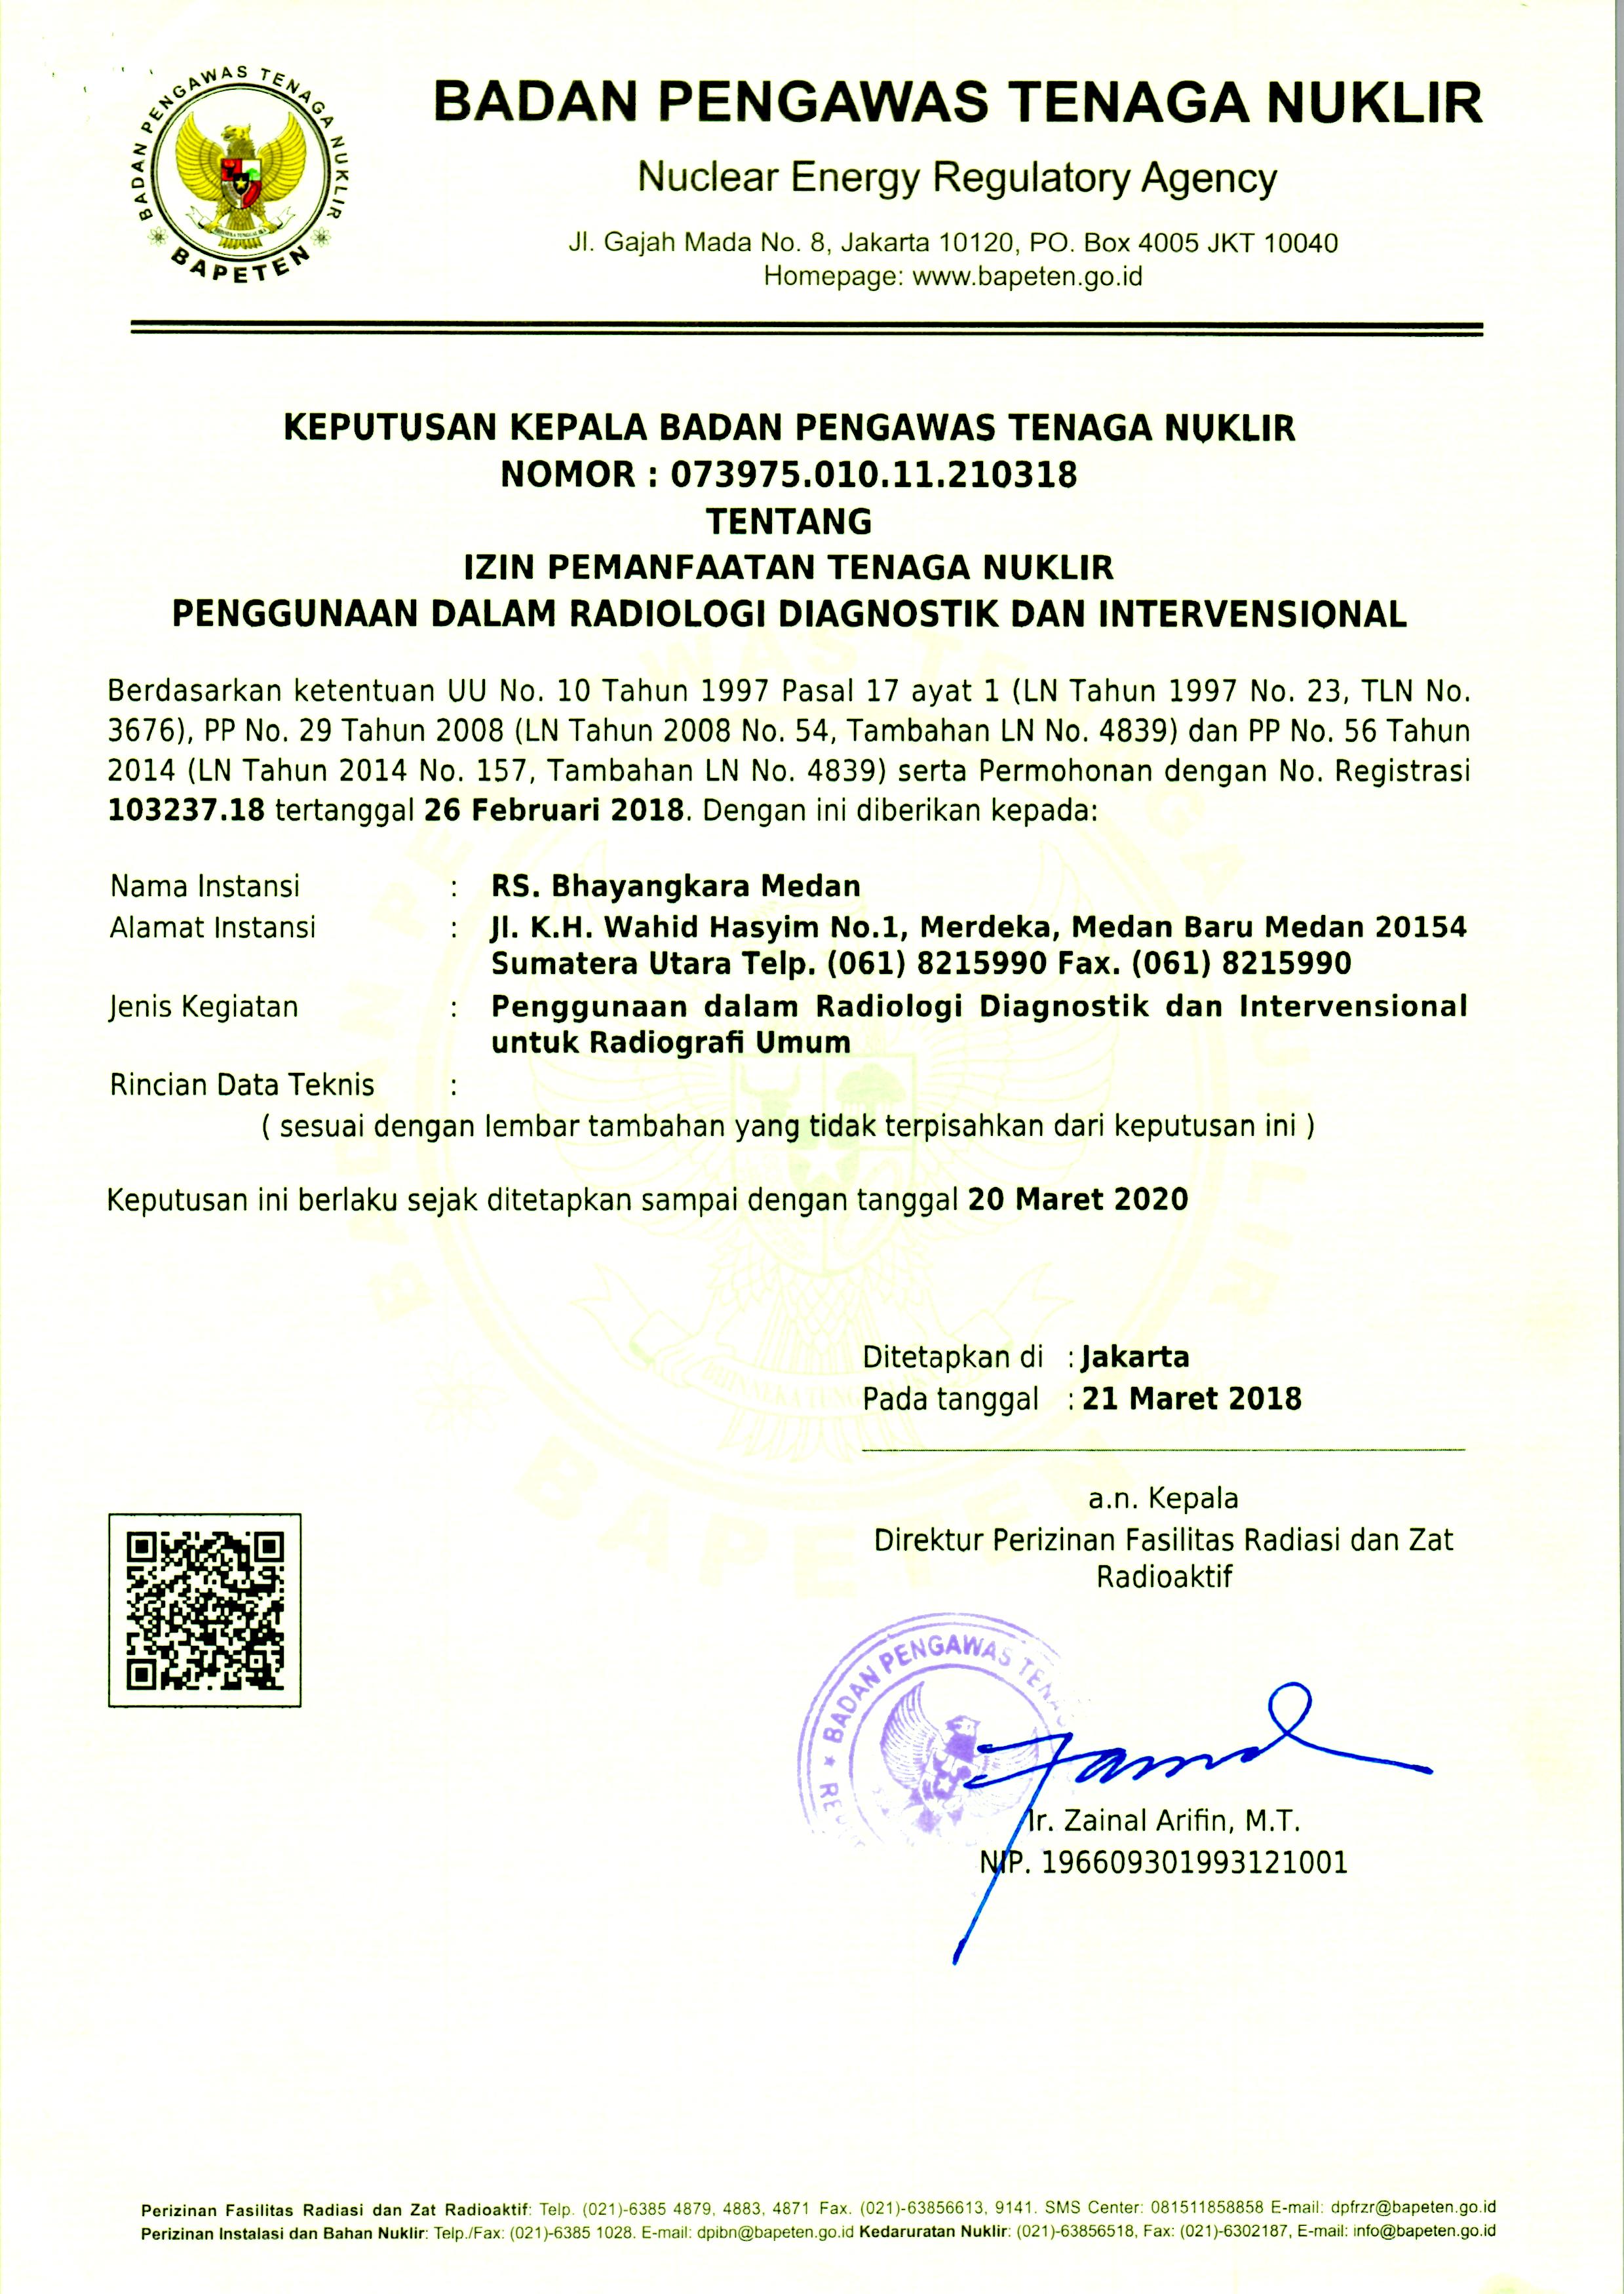 BADAN PENGAWAS TENAGA NUKLIR
BAPETEN
BADAN PENGAWAS TENAGA NUKLIR
Nuclear Energy Regulatory Agency
Jl. Gajah Mada No. 8, Jakarta 10120, PO. Box 4005 JKT 10040
Homepage: www.bapeten.go.id
KEPUTUSAN KEPALA BADAN PENGAWAS TENAGA NUKLIR
NOMOR : 073975.010.11.210318
TENTANG
IZIN PEMANFAATAN TENAGA NUKLIR
PENGGUNAAN DALAM RADIOLOGI DIAGNOSTIK DAN INTERVENSIONAL
Berdasarkan ketentuan UU No. 10 Tahun 1997 Pasal 17 ayat 1 (LN Tahun 1997 No. 23, TLN No.
3676), PP No. 29 Tahun 2008 (LN Tahun 2008 No. 54, Tambahan LN No. 4839) dan PP No. 56 Tahun
2014 (LN Tahun 2014 No. 157, Tambahan LN No. 4839) serta Permohonan dengan No. Registrasi
103237.18 tertanggal 26 Februari 2018. Dengan ini diberikan kepada:
Nama Instansi : RS. Bhayangkara Medan
Alamat Instansi : Jl. K.H. Wahid Hasyim No.1, Merdeka, Medan Baru Medan 20154
Sumatera Utara Telp. (061) 8215990 Fax. (061) 8215990
Jenis Kegiatan : Penggunaan dalam Radiologi Diagnostik dan Intervensional
untuk Radiografi Umum
Rincian Data Teknis :
( sesuai dengan lembar tambahan yang tidak terpisahkan dari keputusan ini )
Keputusan ini berlaku sejak ditetapkan sampai dengan tanggal 20 Maret 2020
Ditetapkan di : Jakarta
Pada tanggal : 21 Maret 2018
a.n. Kepala
Direktur Perizinan Fasilitas Radiasi dan Zat
Radioaktif
BADAN PENGAWAS
Ir. Zainal Arifin, M.T.
NIP. 196609301993121001
Perizinan Fasilitas Radiasi dan Zat Radioaktif: Telp. (021)-6385 4879, 4883, 4871 Fax. (021)-63856613, 9141. SMS Center: 081511858858 E-mail: dpfrzr@bapeten.go.id
Perizinan Instalasi dan Bahan Nuklir: Telp./Fax: (021)-6385 1028. E-mail: dpibn@bapeten.go.id Kedaruratan Nuklir: (021)-63856518, Fax: (021)-6302187, E-mail: info@bapeten.go.id